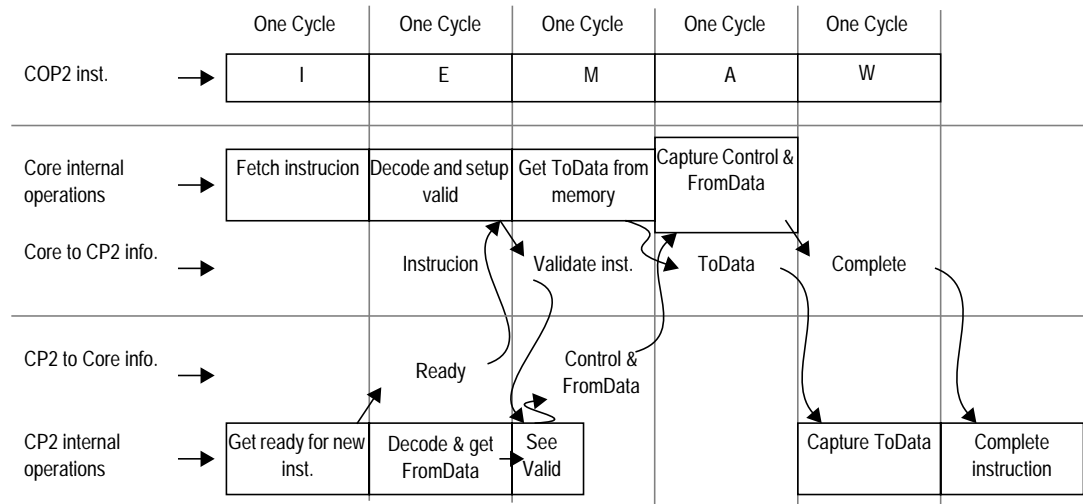 One Cycle One Cycle One Cycle One Cycle One Cycle
COP2 inst. I E M A W
Core internal
operations
Fetch instrucion
Decode and setup
valid
Get ToData from
memory
Capture Control &
FromData
Core to CP2 info.
Instrucion Validate inst. ToData Complete
CP2 to Core info.
Ready
Control &
FromData
CP2 internal
operations
Get ready for new
inst.
Decode & get
FromData
See
Valid
Capture ToData
Complete
instruction